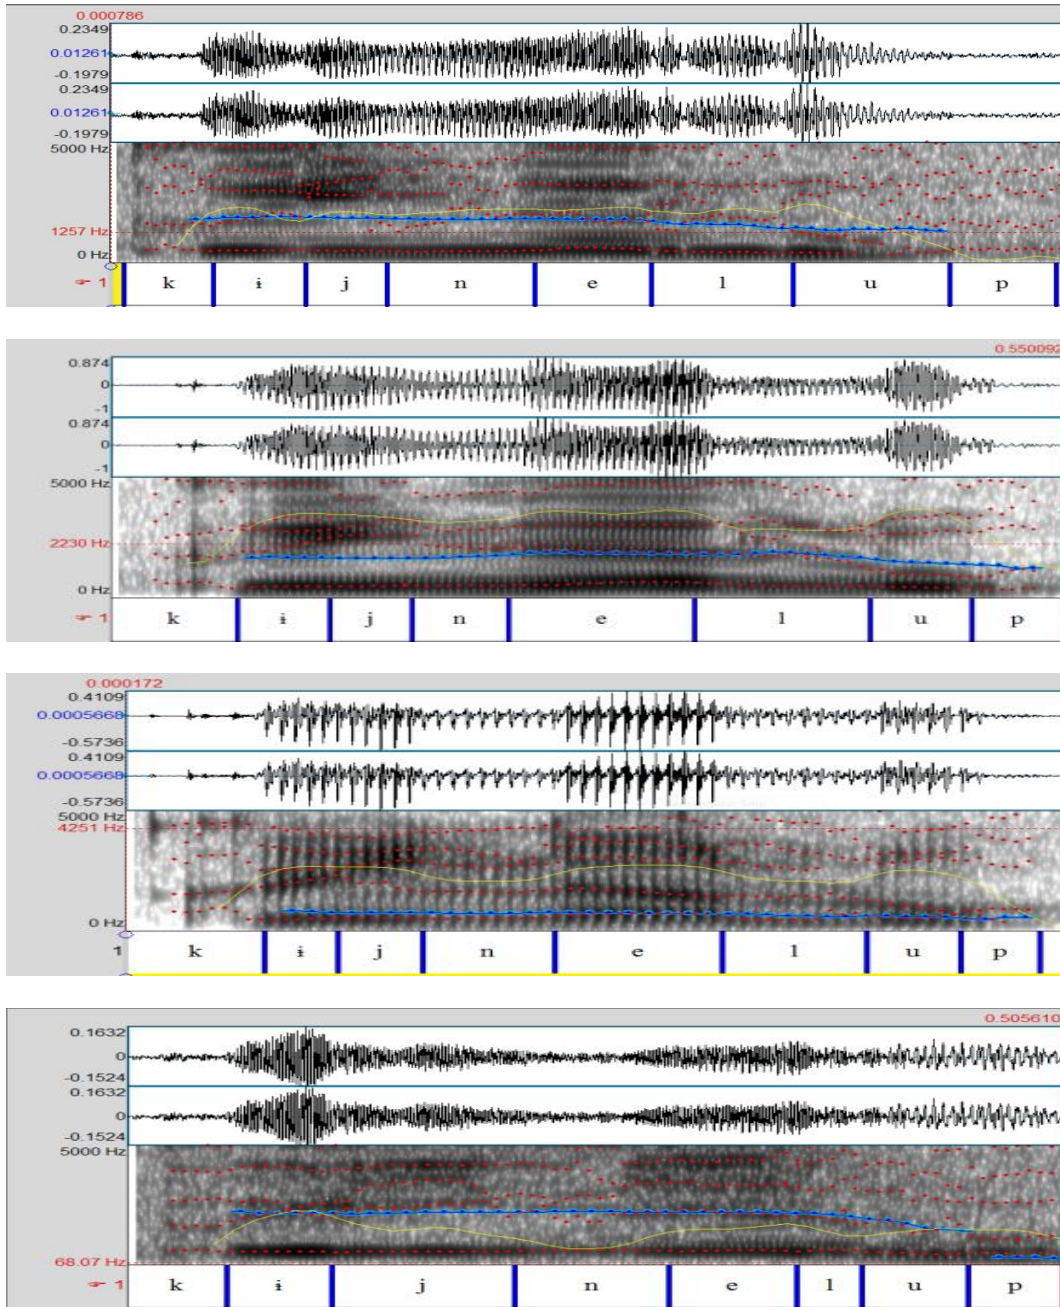 0.000786
0.2349
0.01261
-0.1979
0.2349
0.01261
-0.1979
5000 Hz
1257 Hz
0 Hz
1 k ɨ j n e l u p
0.550092
0.874
0
-1
0.874
0
-1
5000 Hz
2230 Hz
0 Hz
1 k ɨ j n e l u p
0.000172
0.4109
0.0005668
-0.5736
0.4109
0.0005668
-0.5736
5000 Hz
4251 Hz
0 Hz
1 k ɨ j n e l u p
0.505610
0.1632
0
-0.1524
0.1632
0
-0.1524
5000 Hz
68.07 Hz
1 k ɨ j n e l u p